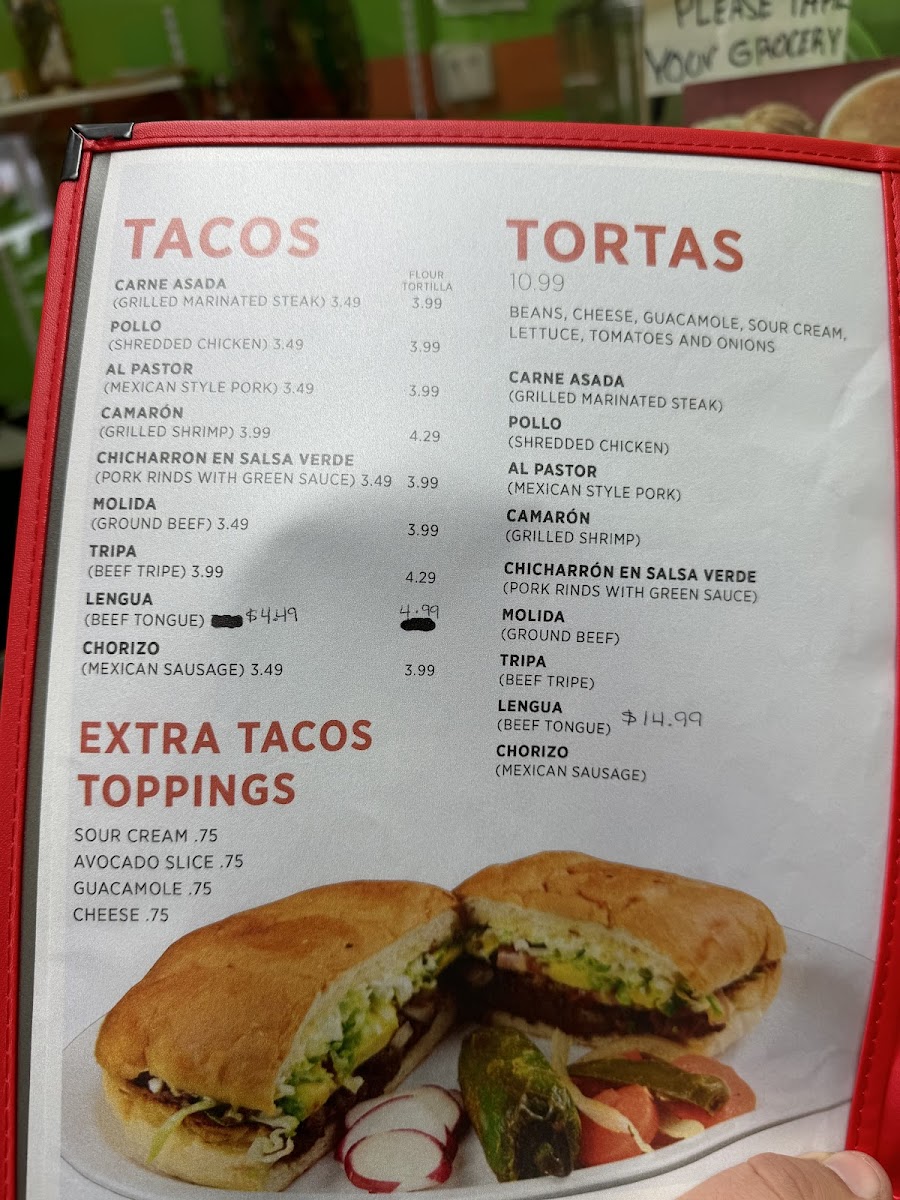 PLEASE TAKE
YOUR GROCERY
TACOS
FLOUR
TORTILLA
CARNE ASADA
(GRILLED MARINATED STEAK) 3.49 3.99
POLLO
(SHREDDED CHICKEN) 3.49 3.99
AL PASTOR
(MEXICAN STYLE PORK) 3.49 3.99
CAMARÓN
(GRILLED SHRIMP) 3.99 4.29
CHICHARRON EN SALSA VERDE
(PORK RINDS WITH GREEN SAUCE) 3.49 3.99
MOLIDA
(GROUND BEEF) 3.49 3.99
TRIPA
(BEEF TRIPE) 3.99 4.29
LENGUA
(BEEF TONGUE) $4.49 4.99
CHORIZO
(MEXICAN SAUSAGE) 3.49 3.99
EXTRA TACOS
TOPPINGS
SOUR CREAM .75
AVOCADO SLICE .75
GUACAMOLE .75
CHEESE .75
TORTAS
10.99
BEANS, CHEESE, GUACAMOLE, SOUR CREAM,
LETTUCE, TOMATOES AND ONIONS
CARNE ASADA
(GRILLED MARINATED STEAK)
POLLO
(SHREDDED CHICKEN)
AL PASTOR
(MEXICAN STYLE PORK)
CAMARÓN
(GRILLED SHRIMP)
CHICHARRÓN EN SALSA VERDE
(PORK RINDS WITH GREEN SAUCE)
MOLIDA
(GROUND BEEF)
TRIPA
(BEEF TRIPE)
LENGUA
(BEEF TONGUE) $14.99
CHORIZO
(MEXICAN SAUSAGE)